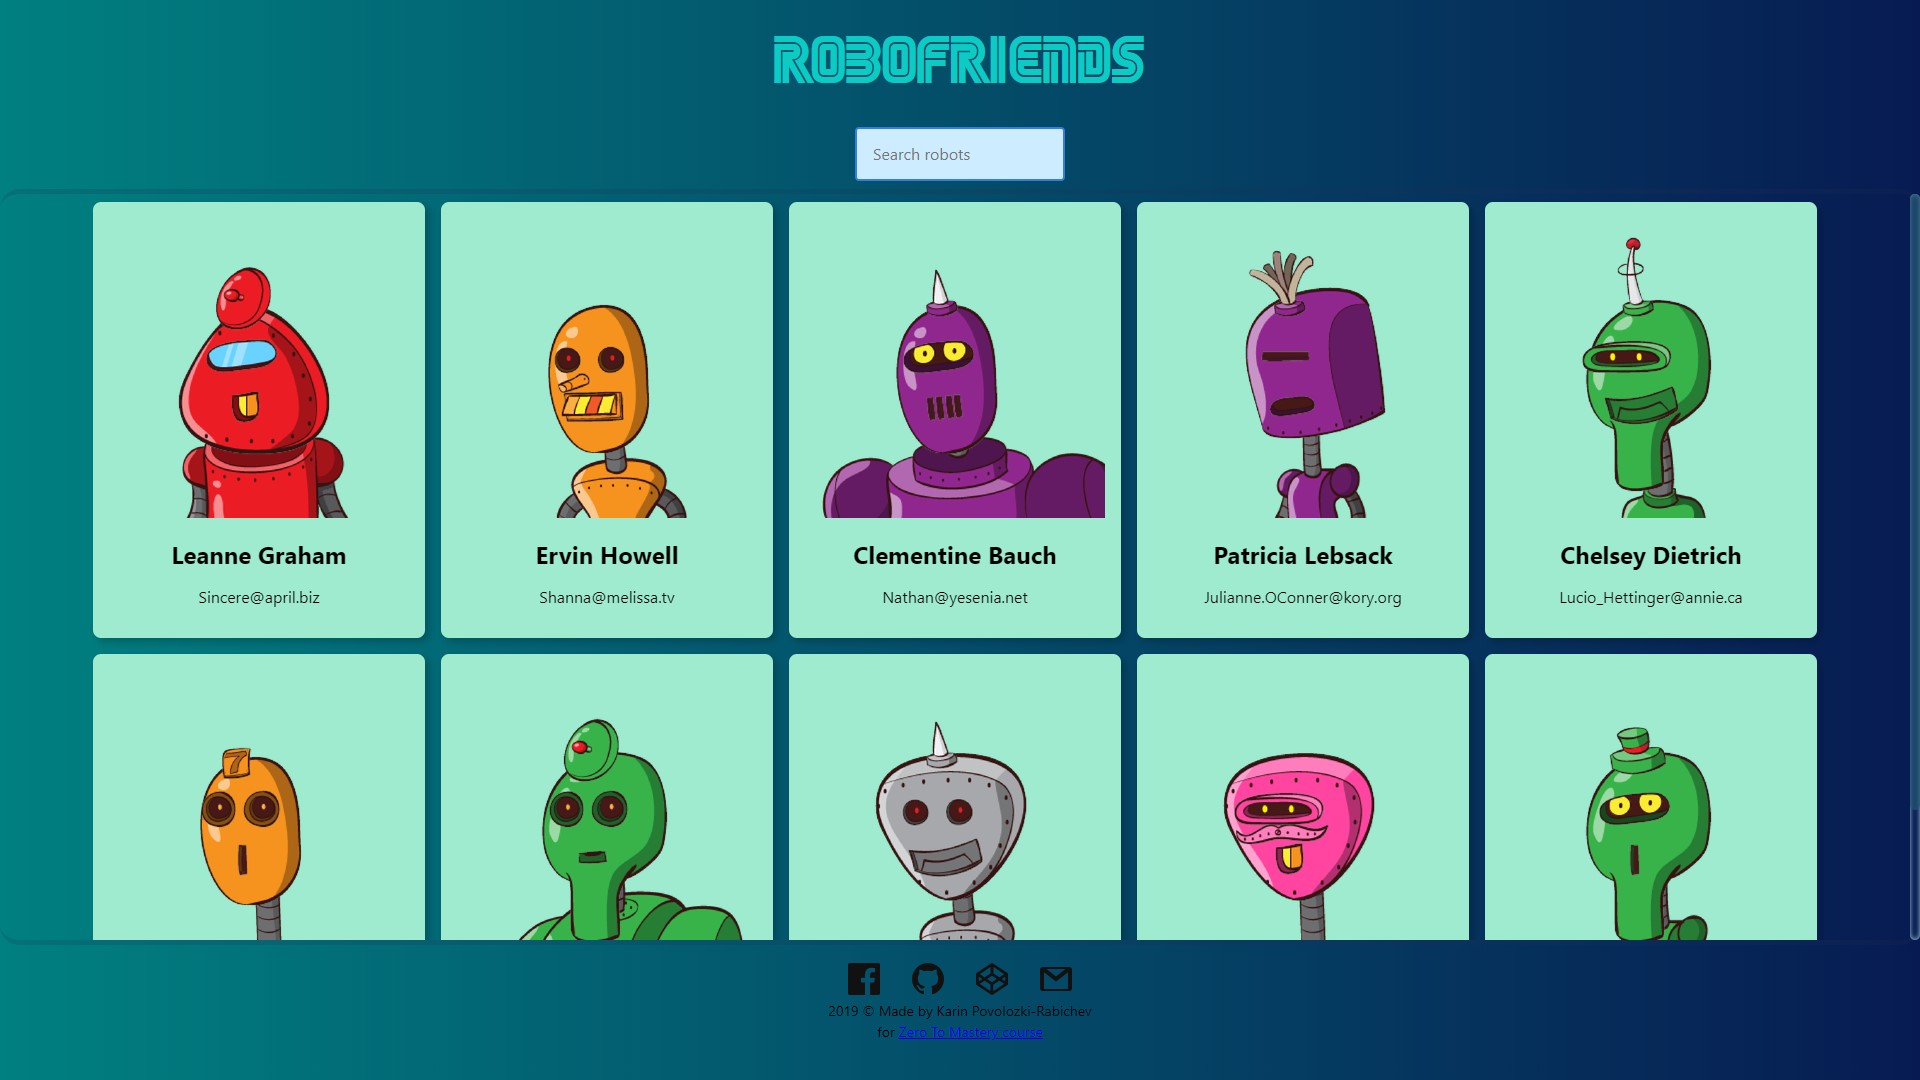 ROBOFRIENDS
Search robots
Leanne Graham
Sincere@april.biz
Ervin Howell
Shanna@melissa.tv
Clementine Bauch
Nathan@yesenia.net
Patricia Lebsack
Julianne.OConner@kory.org
Chelsey Dietrich
Lucio_Hettinger@annie.ca
7
2019 © Made by Karin Povolozki-Rabichev
for Zero To Mastery course